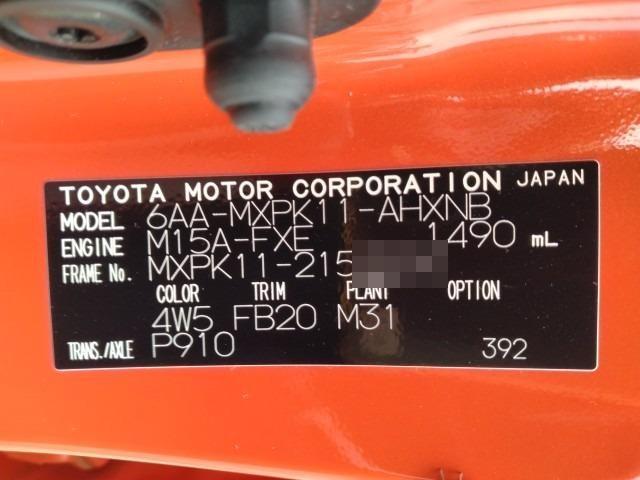 TOYOTA MOTOR CORPORATION JAPAN
MODEL 6AA-MXPK11-AHXNB
ENGINE M15A-FXE 1490 mL
FRAME No. MXPK11-215
COLOR TRIM PLANT OPTION
4W5 FB20 M31
TRANS./AXLE P910 392